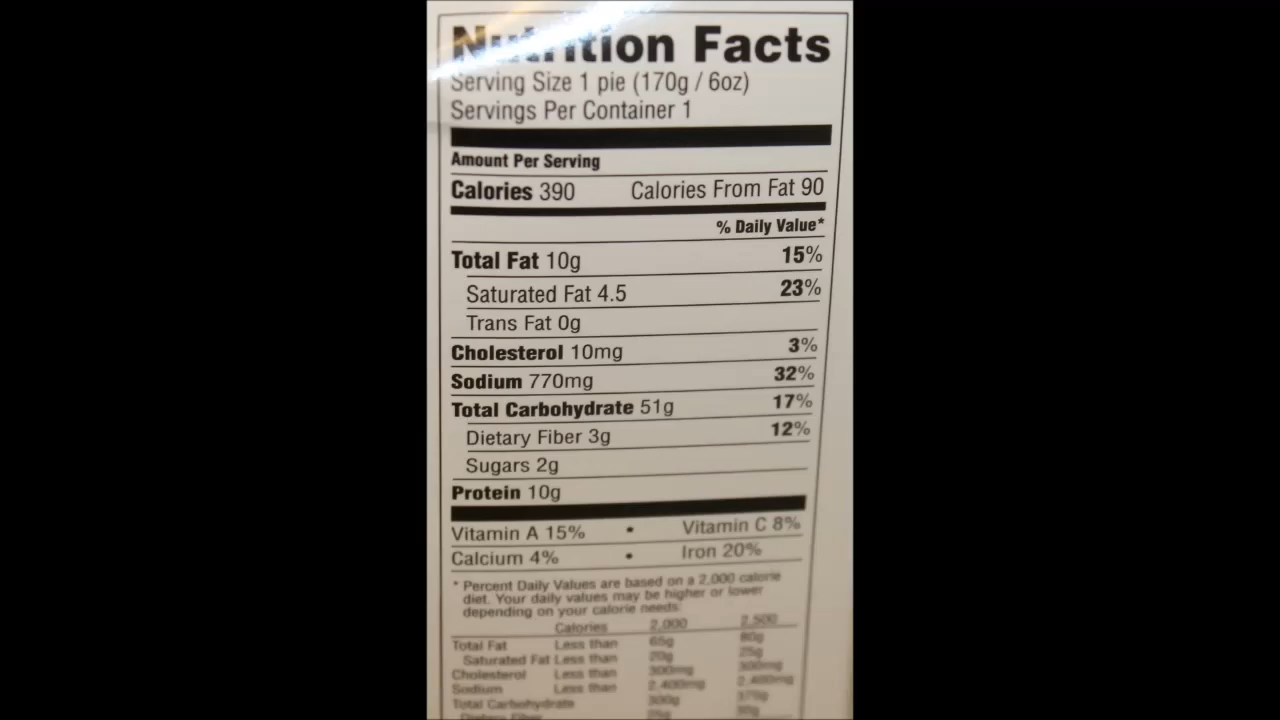 Nutrition Facts
Serving Size 1 pie (170g / 6oz)
Servings Per Container 1
Amount Per Serving
Calories 390 Calories From Fat 90
% Daily Value*
Total Fat 10g 15%
Saturated Fat 4.5 23%
Trans Fat 0g
Cholesterol 10mg 3%
Sodium 770mg 32%
Total Carbohydrate 51g 17%
Dietary Fiber 3g 12%
Sugars 2g
Protein 10g
Vitamin A 15% • Vitamin C 8%
Calcium 4% • Iron 20%
* Percent Daily Values are based on a 2,000 calorie
diet. Your daily values may be higher or lower
depending on your calorie needs:
Calories 2,000 2,500
Total Fat Less than 65g 80g
Saturated Fat Less than 20g 25g
Cholesterol Less than 300mg 300mg
Sodium Less than 2,400mg 2,400mg
Total Carbohydrate 300g 375g
Dietary Fiber 25g 30g